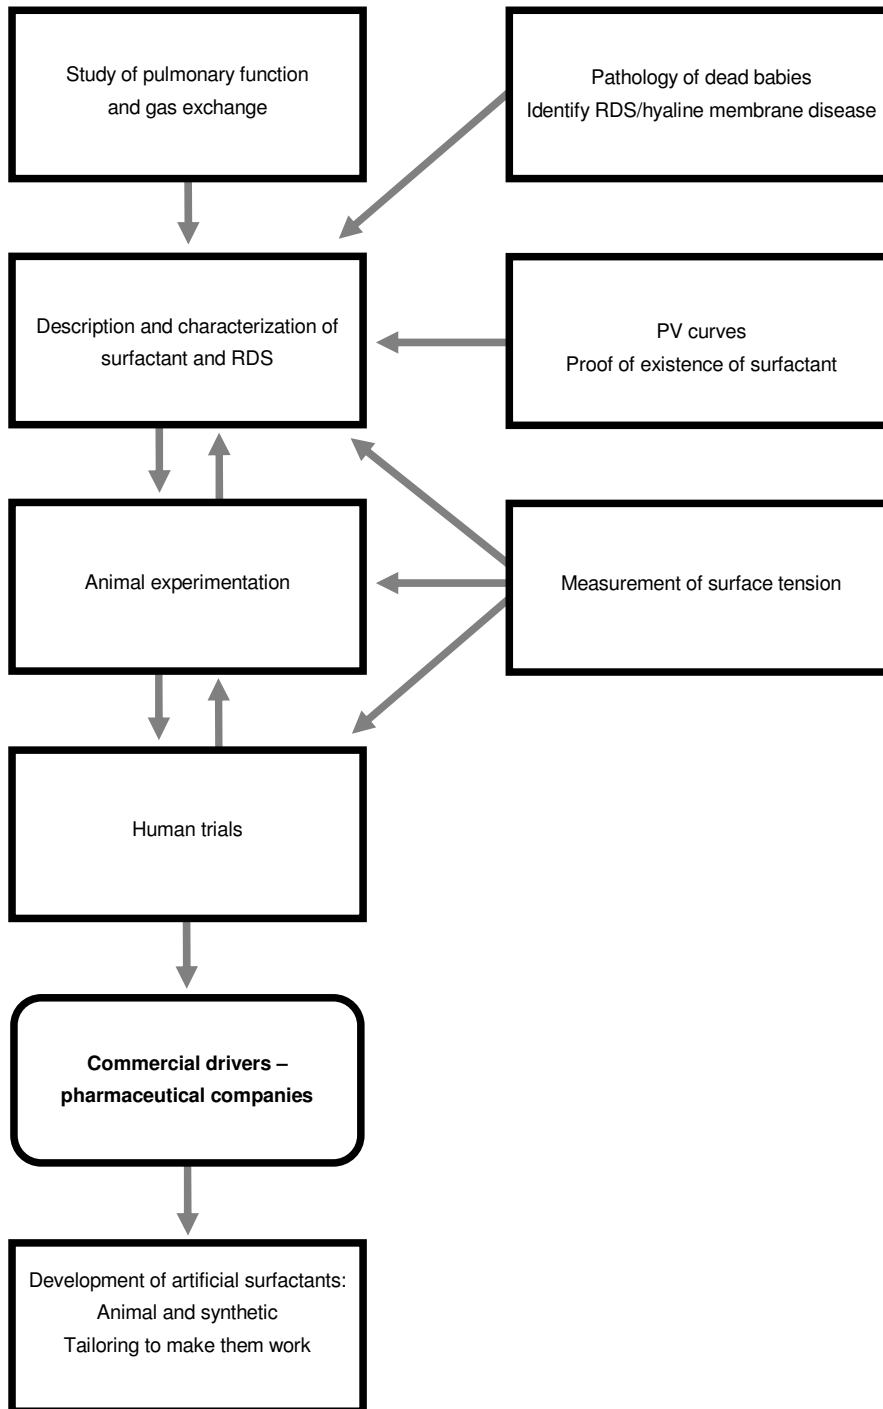 Study of pulmonary function
and gas exchange
Pathology of dead babies
Identify RDS/hyaline membrane disease
Description and characterization of
surfactant and RDS
PV curves
Proof of existence of surfactant
Animal experimentation
Measurement of surface tension
Human trials
Commercial drivers –
pharmaceutical companies
Development of artificial surfactants:
Animal and synthetic
Tailoring to make them work